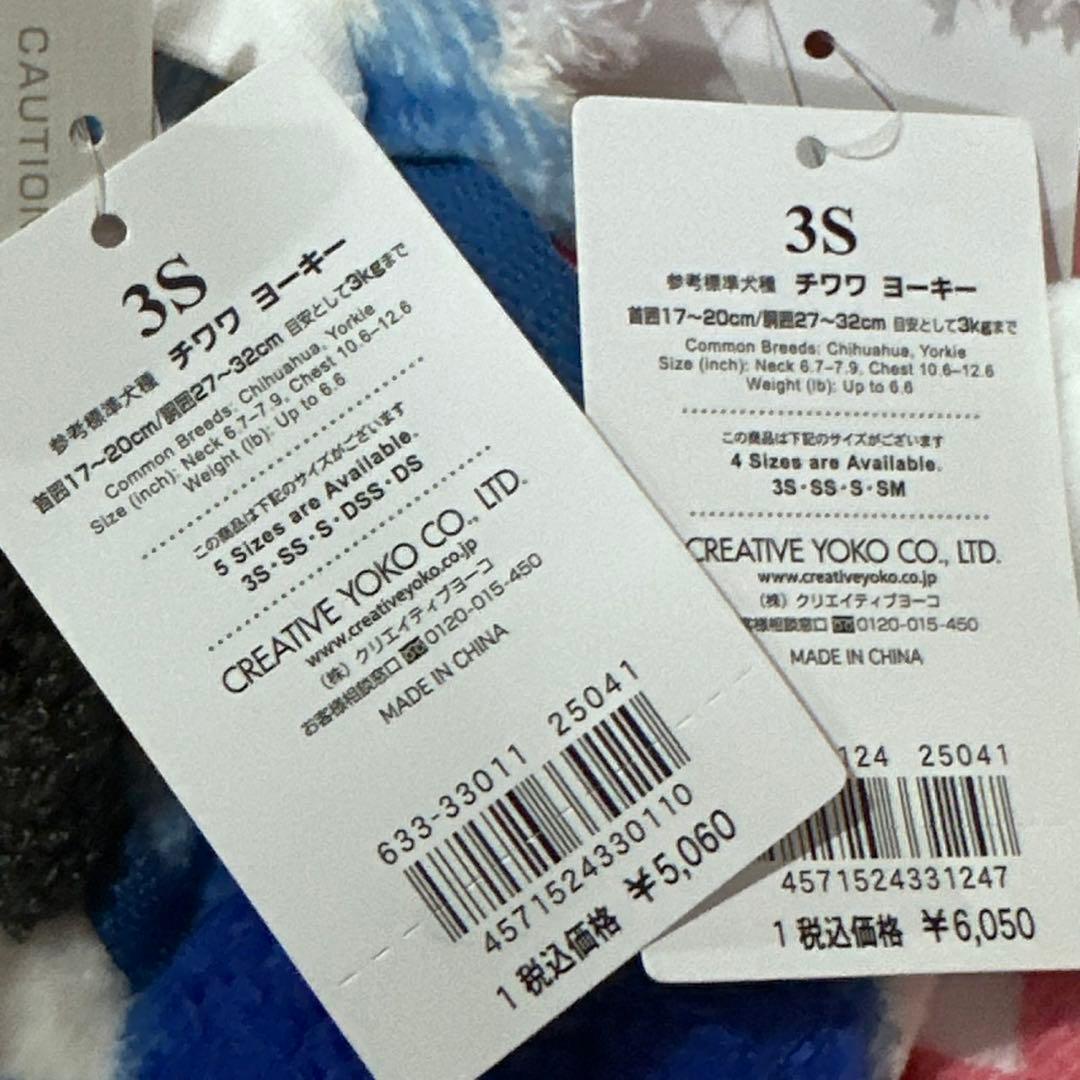 CAUTION
3S
参考標準犬種 チワワ ヨーキー
首囲17～20cm/胴囲27～32cm 目安として3kgまで
Common Breeds: Chihuahua, Yorkie
Size (inch): Neck 6.7–7.9, Chest 10.6–12.6
Weight (lb): Up to 6.6
この商品は下記のサイズがございます
5 Sizes are Available.
3S・SS・S・DSS・DS
CREATIVE YOKO CO., LTD.
www.creativeyoko.co.jp
（株）クリエイティブヨーコ
お客様相談窓口 0120-015-450
MADE IN CHINA
633-33011 25041
4571524330110
1 税込価格 ¥5,060
3S
参考標準犬種 チワワ ヨーキー
首囲17～20cm/胴囲27～32cm 目安として3kgまで
Common Breeds: Chihuahua, Yorkie
Size (inch): Neck 6.7–7.9, Chest 10.6–12.6
Weight (lb): Up to 6.6
この商品は下記のサイズがございます
4 Sizes are Available.
3S・SS・S・SM
CREATIVE YOKO CO., LTD.
www.creativeyoko.co.jp
（株）クリエイティブヨーコ
客様相談窓口 0120-015-450
MADE IN CHINA
124 25041
4571524331247
1 税込価格 ¥6,050